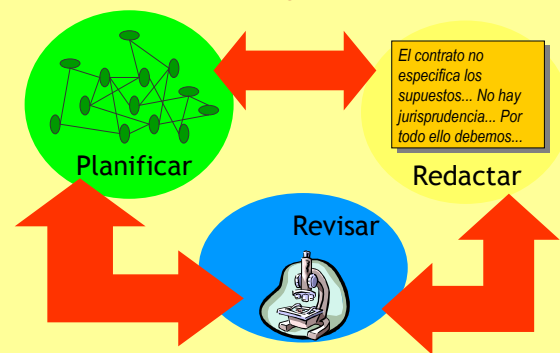 El contrato no
especifica los
supuestos... No hay
jurisprudencia... Por
todo ello debemos...
Planificar
Redactar
Revisar